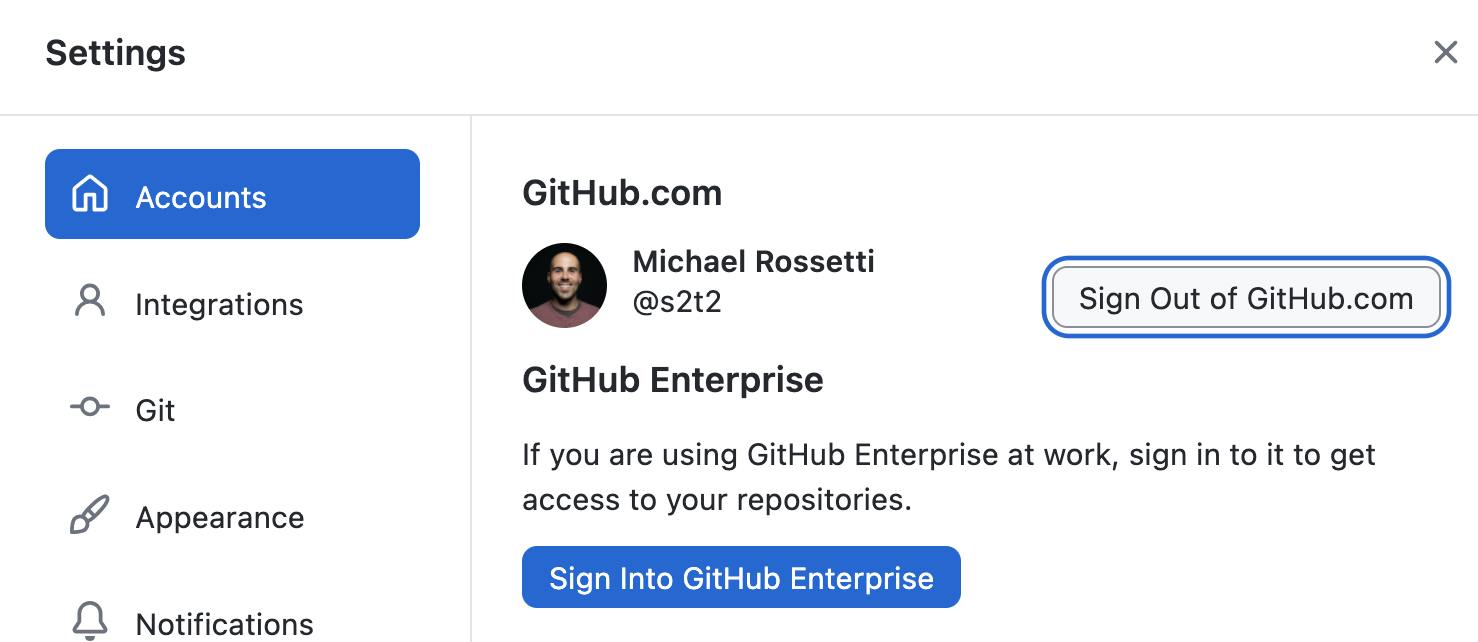 Settings
Accounts
Integrations
Git
Appearance
Notifications
GitHub.com
Michael Rossetti
@s2t2
Sign Out of GitHub.com
GitHub Enterprise
If you are using GitHub Enterprise at work, sign in to it to get
access to your repositories.
Sign Into GitHub Enterprise